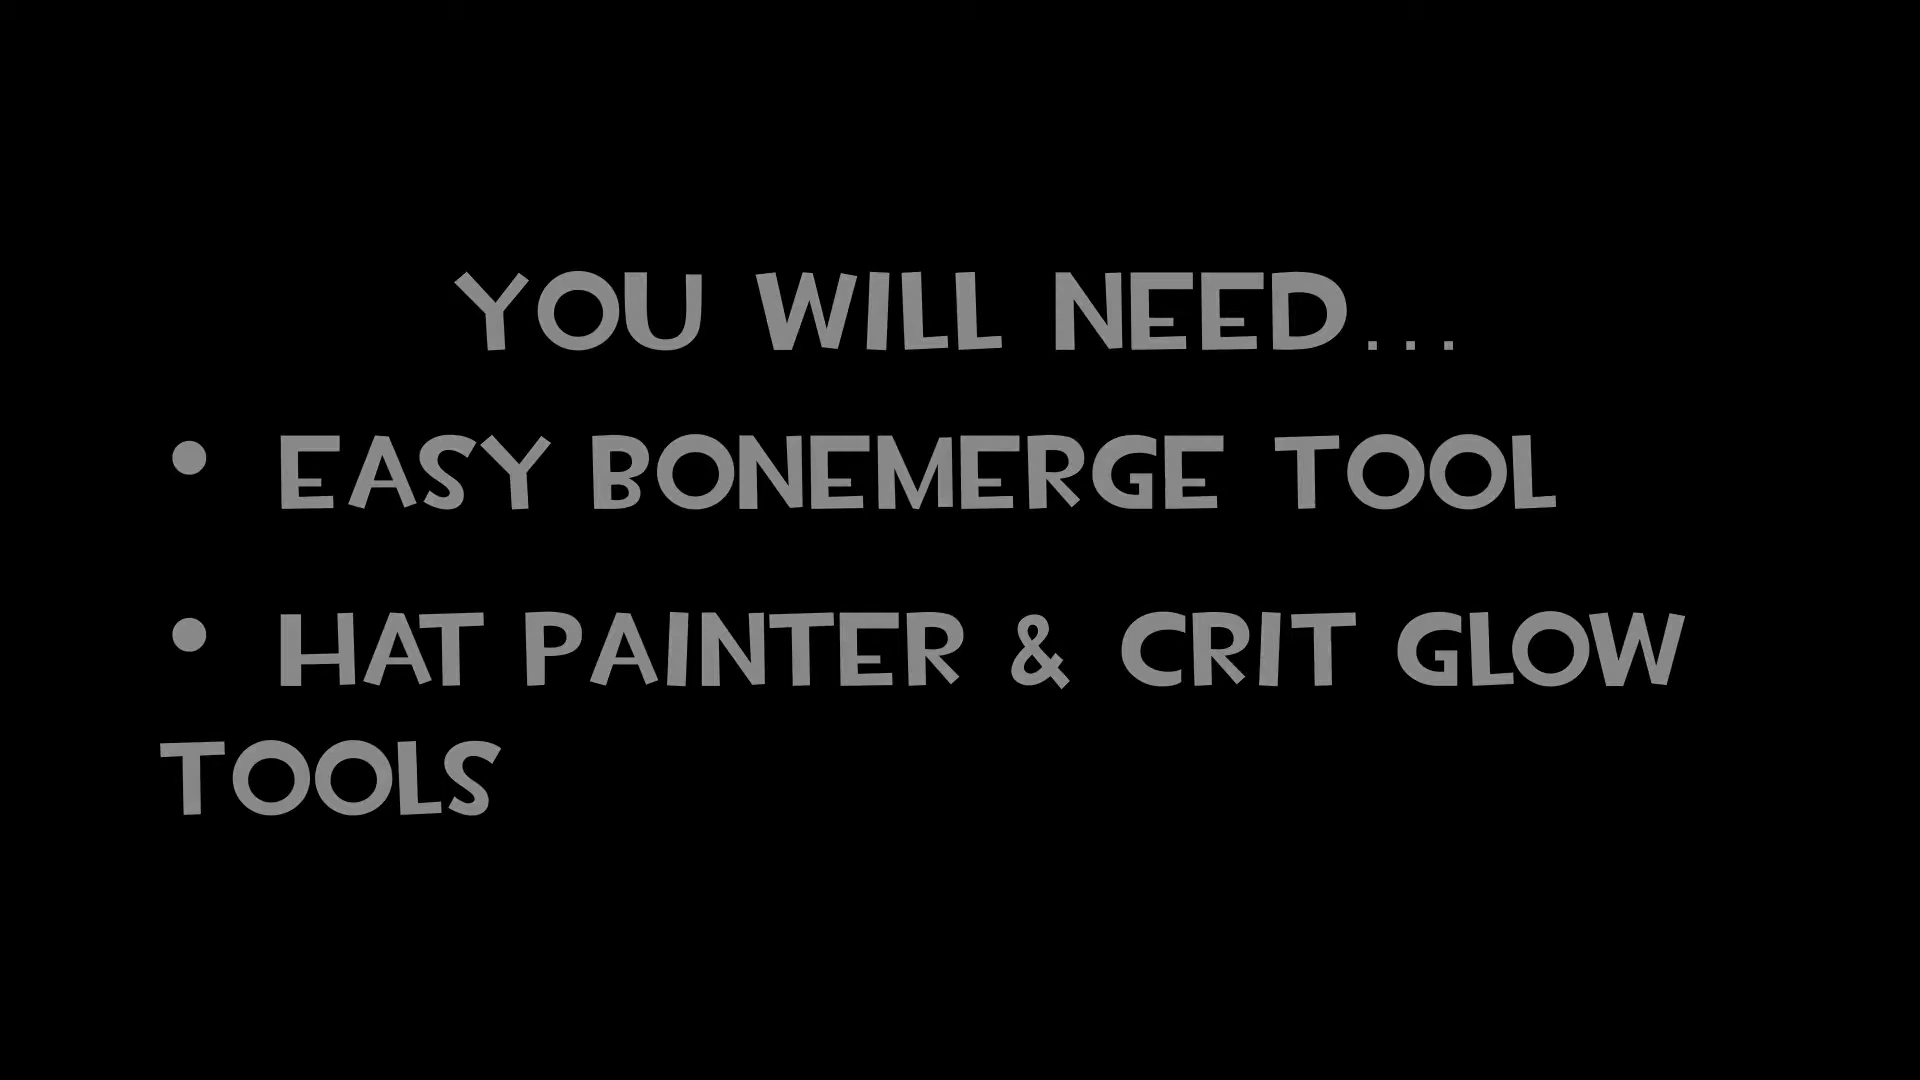 YOU WILL NEED...
• EASY BONEMERGE TOOL
• HAT PAINTER & CRIT GLOW
TOOLS